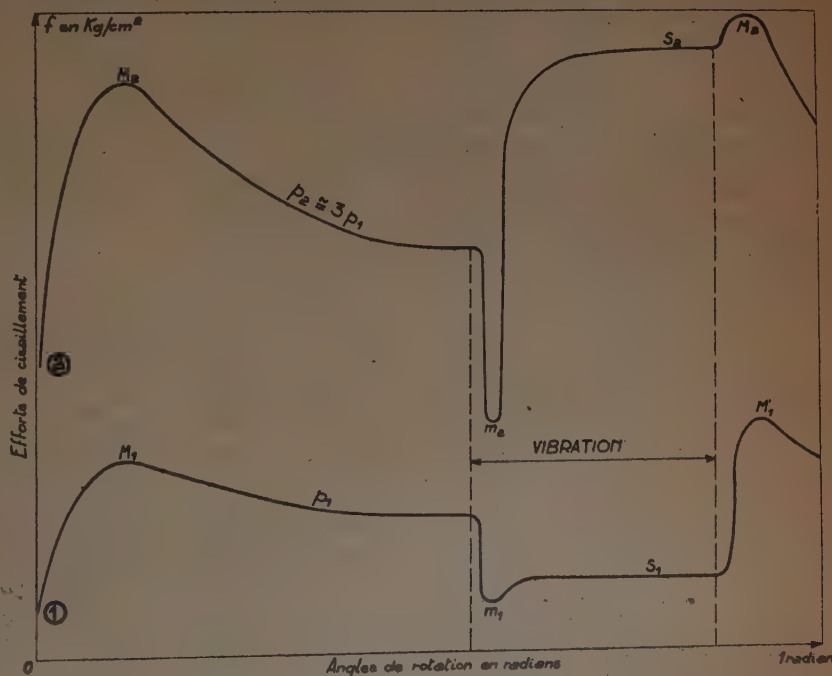 f en Kg/cm²
M₂
S₂
M₂
p₂ ≅ 3 p₁
Efforts de cisaillement
②
m₂
VIBRATION
M₁
M'₁
p₁
S₁
①
m₁
0
Angles de rotation en radians
1 radian